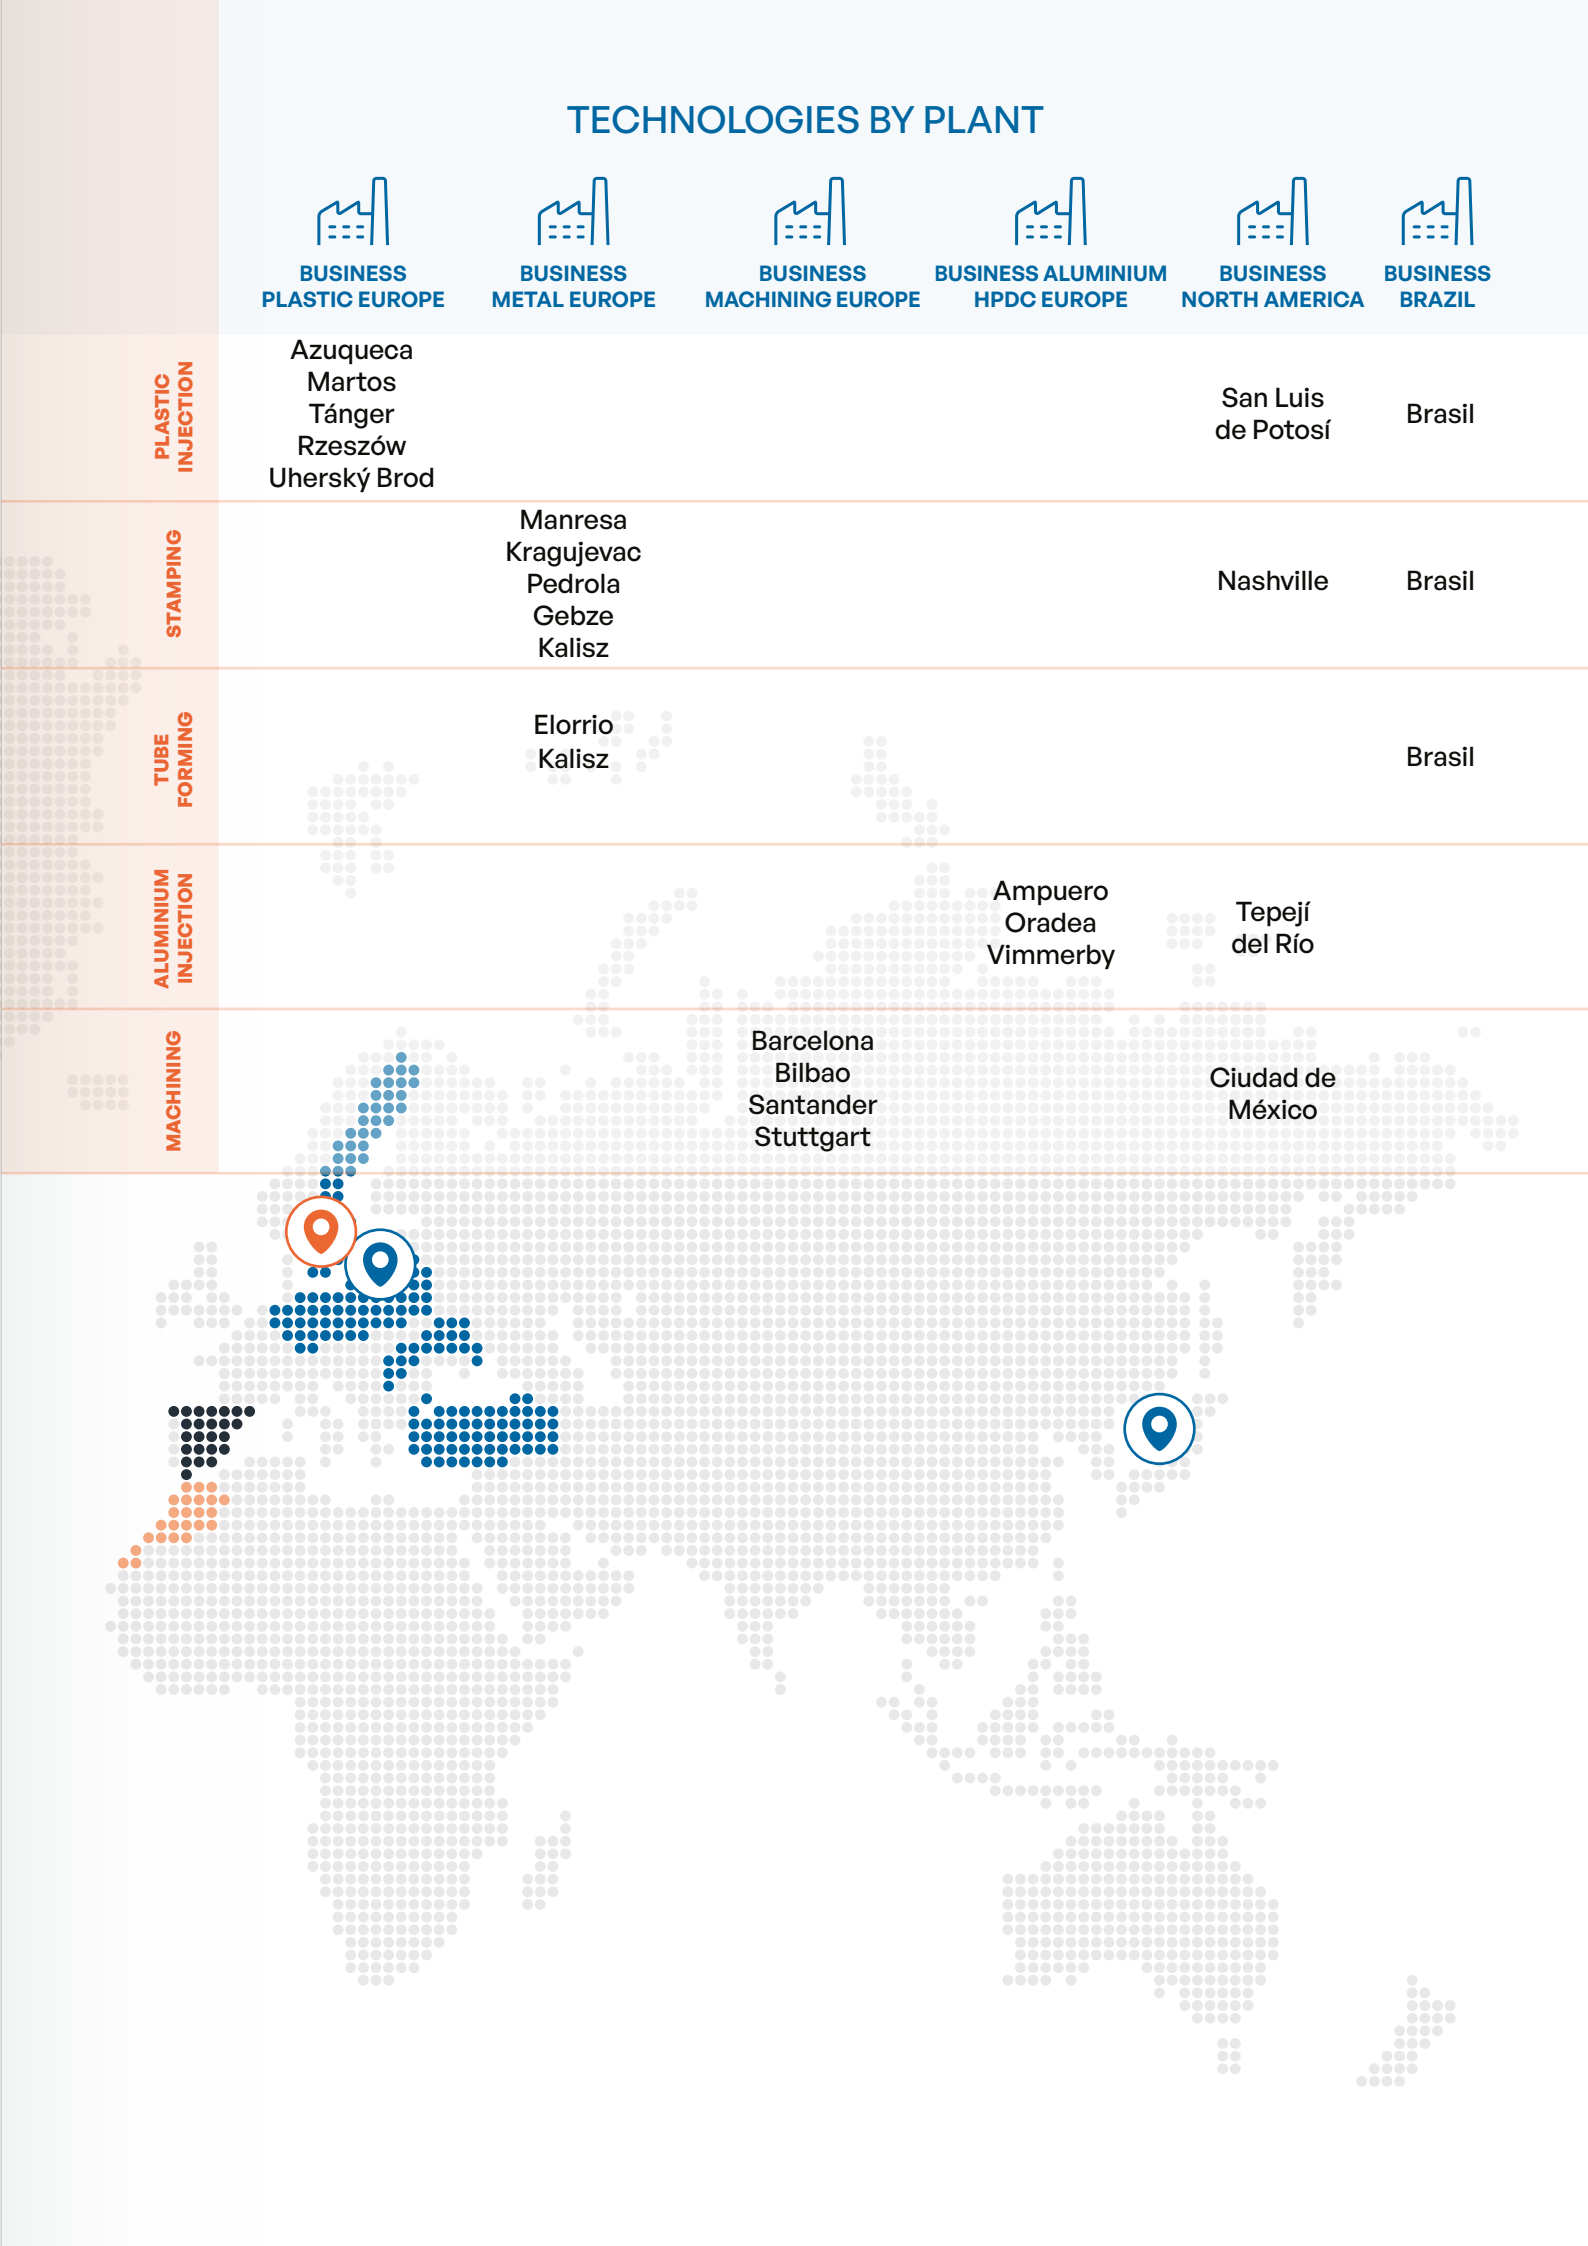 TECHNOLOGIES BY PLANT
BUSINESS
PLASTIC EUROPE
BUSINESS
METAL EUROPE
BUSINESS
MACHINING EUROPE
BUSINESS ALUMINIUM
HPDC EUROPE
BUSINESS
NORTH AMERICA
BUSINESS
BRAZIL
PLASTIC
INJECTION
Azuqueca
Martos
Tánger
Rzeszów
Uherský Brod
San Luis
de Potosí
Brasil
STAMPING
Manresa
Kragujevac
Pedrola
Gebze
Kalisz
Nashville
Brasil
TUBE
FORMING
Elorrio
Kalisz
Brasil
ALUMINIUM
INJECTION
Ampuero
Oradea
Vimmerby
Tepejí
del Río
MACHINING
Barcelona
Bilbao
Santander
Stuttgart
Ciudad de
México